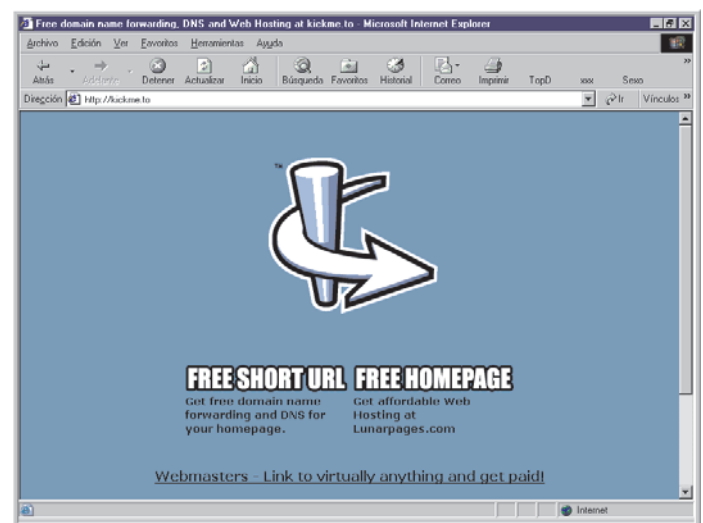 Free domain name forwarding, DNS and Web Hosting at kickme.to - Microsoft Internet Explorer
Archivo Edición Ver Favoritos Herramientas Ayuda
Atrás Adelante Detener Actualizar Inicio Búsqueda Favoritos Historial Correo Imprimir TopD xxx Sexo »
Dirección http://kickme.to Ir Vínculos »
TM
FREE SHORT URL FREE HOMEPAGE
Get free domain name
forwarding and DNS for
your homepage.
Get affordable Web
Hosting at
Lunarpages.com
Webmasters - Link to virtually anything and get paid!
Internet